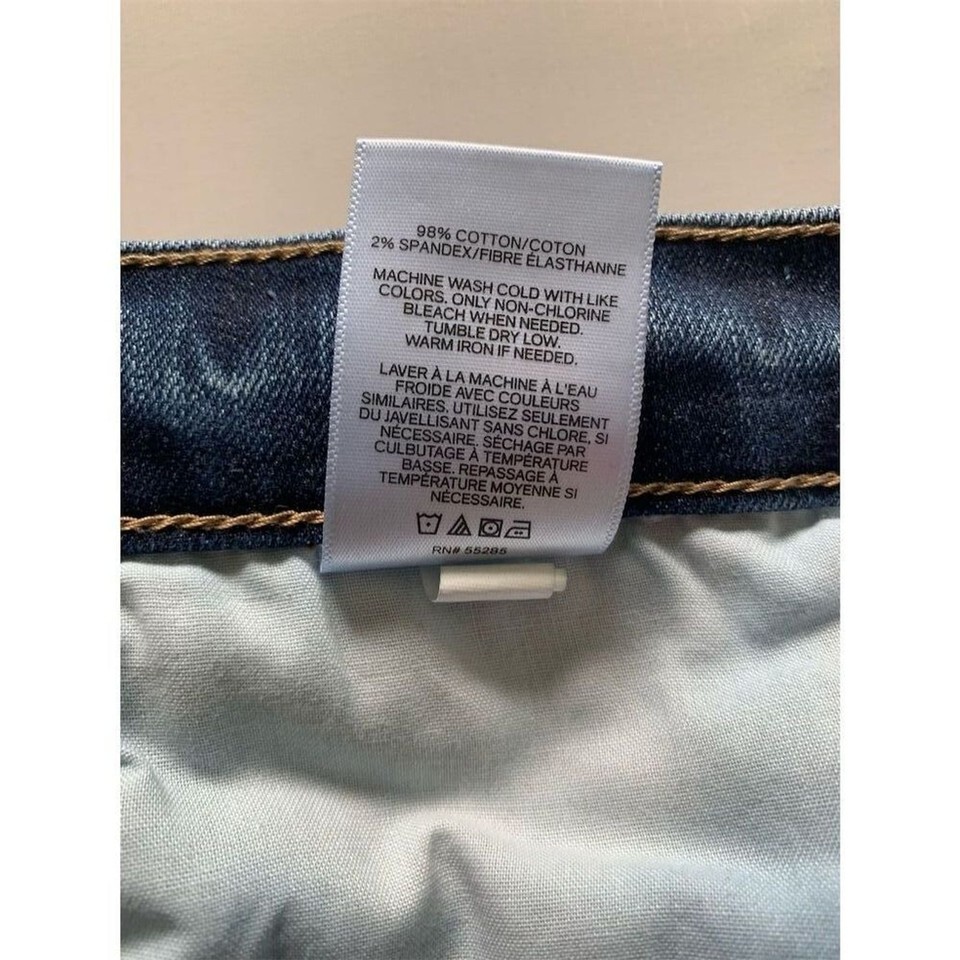 98% COTTON/COTON
2% SPANDEX/FIBRE ÉLASTHANNE
MACHINE WASH COLD WITH LIKE
COLORS. ONLY NON-CHLORINE
BLEACH WHEN NEEDED.
TUMBLE DRY LOW.
WARM IRON IF NEEDED.
LAVER À LA MACHINE À L'EAU
FROIDE AVEC COULEURS
SIMILAIRES. UTILISEZ SEULEMENT
DU JAVELLISANT SANS CHLORE, SI
NÉCESSAIRE. SÉCHAGE PAR
CULBUTAGE À TEMPÉRATURE
BASSE. REPASSAGE À
TEMPÉRATURE MOYENNE SI
NÉCESSAIRE.
RN# 55285